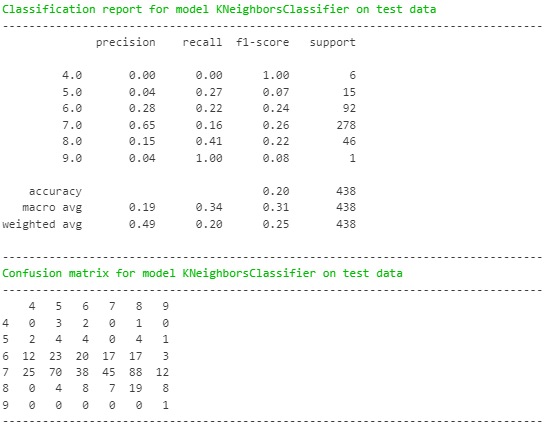 Classification report for model KNeighborsClassifier on test data
--------------------------------------------------------------------------------
precision recall f1-score support
4.0 0.00 0.00 1.00 6
5.0 0.04 0.27 0.07 15
6.0 0.28 0.22 0.24 92
7.0 0.65 0.16 0.26 278
8.0 0.15 0.41 0.22 46
9.0 0.04 1.00 0.08 1
accuracy 0.20 438
macro avg 0.19 0.34 0.31 438
weighted avg 0.49 0.20 0.25 438
--------------------------------------------------------------------------------
Confusion matrix for model KNeighborsClassifier on test data
--------------------------------------------------------------------------------
4 5 6 7 8 9
4 0 3 2 0 1 0
5 2 4 4 0 4 1
6 12 23 20 17 17 3
7 25 70 38 45 88 12
8 0 4 8 7 19 8
9 0 0 0 0 0 1
--------------------------------------------------------------------------------